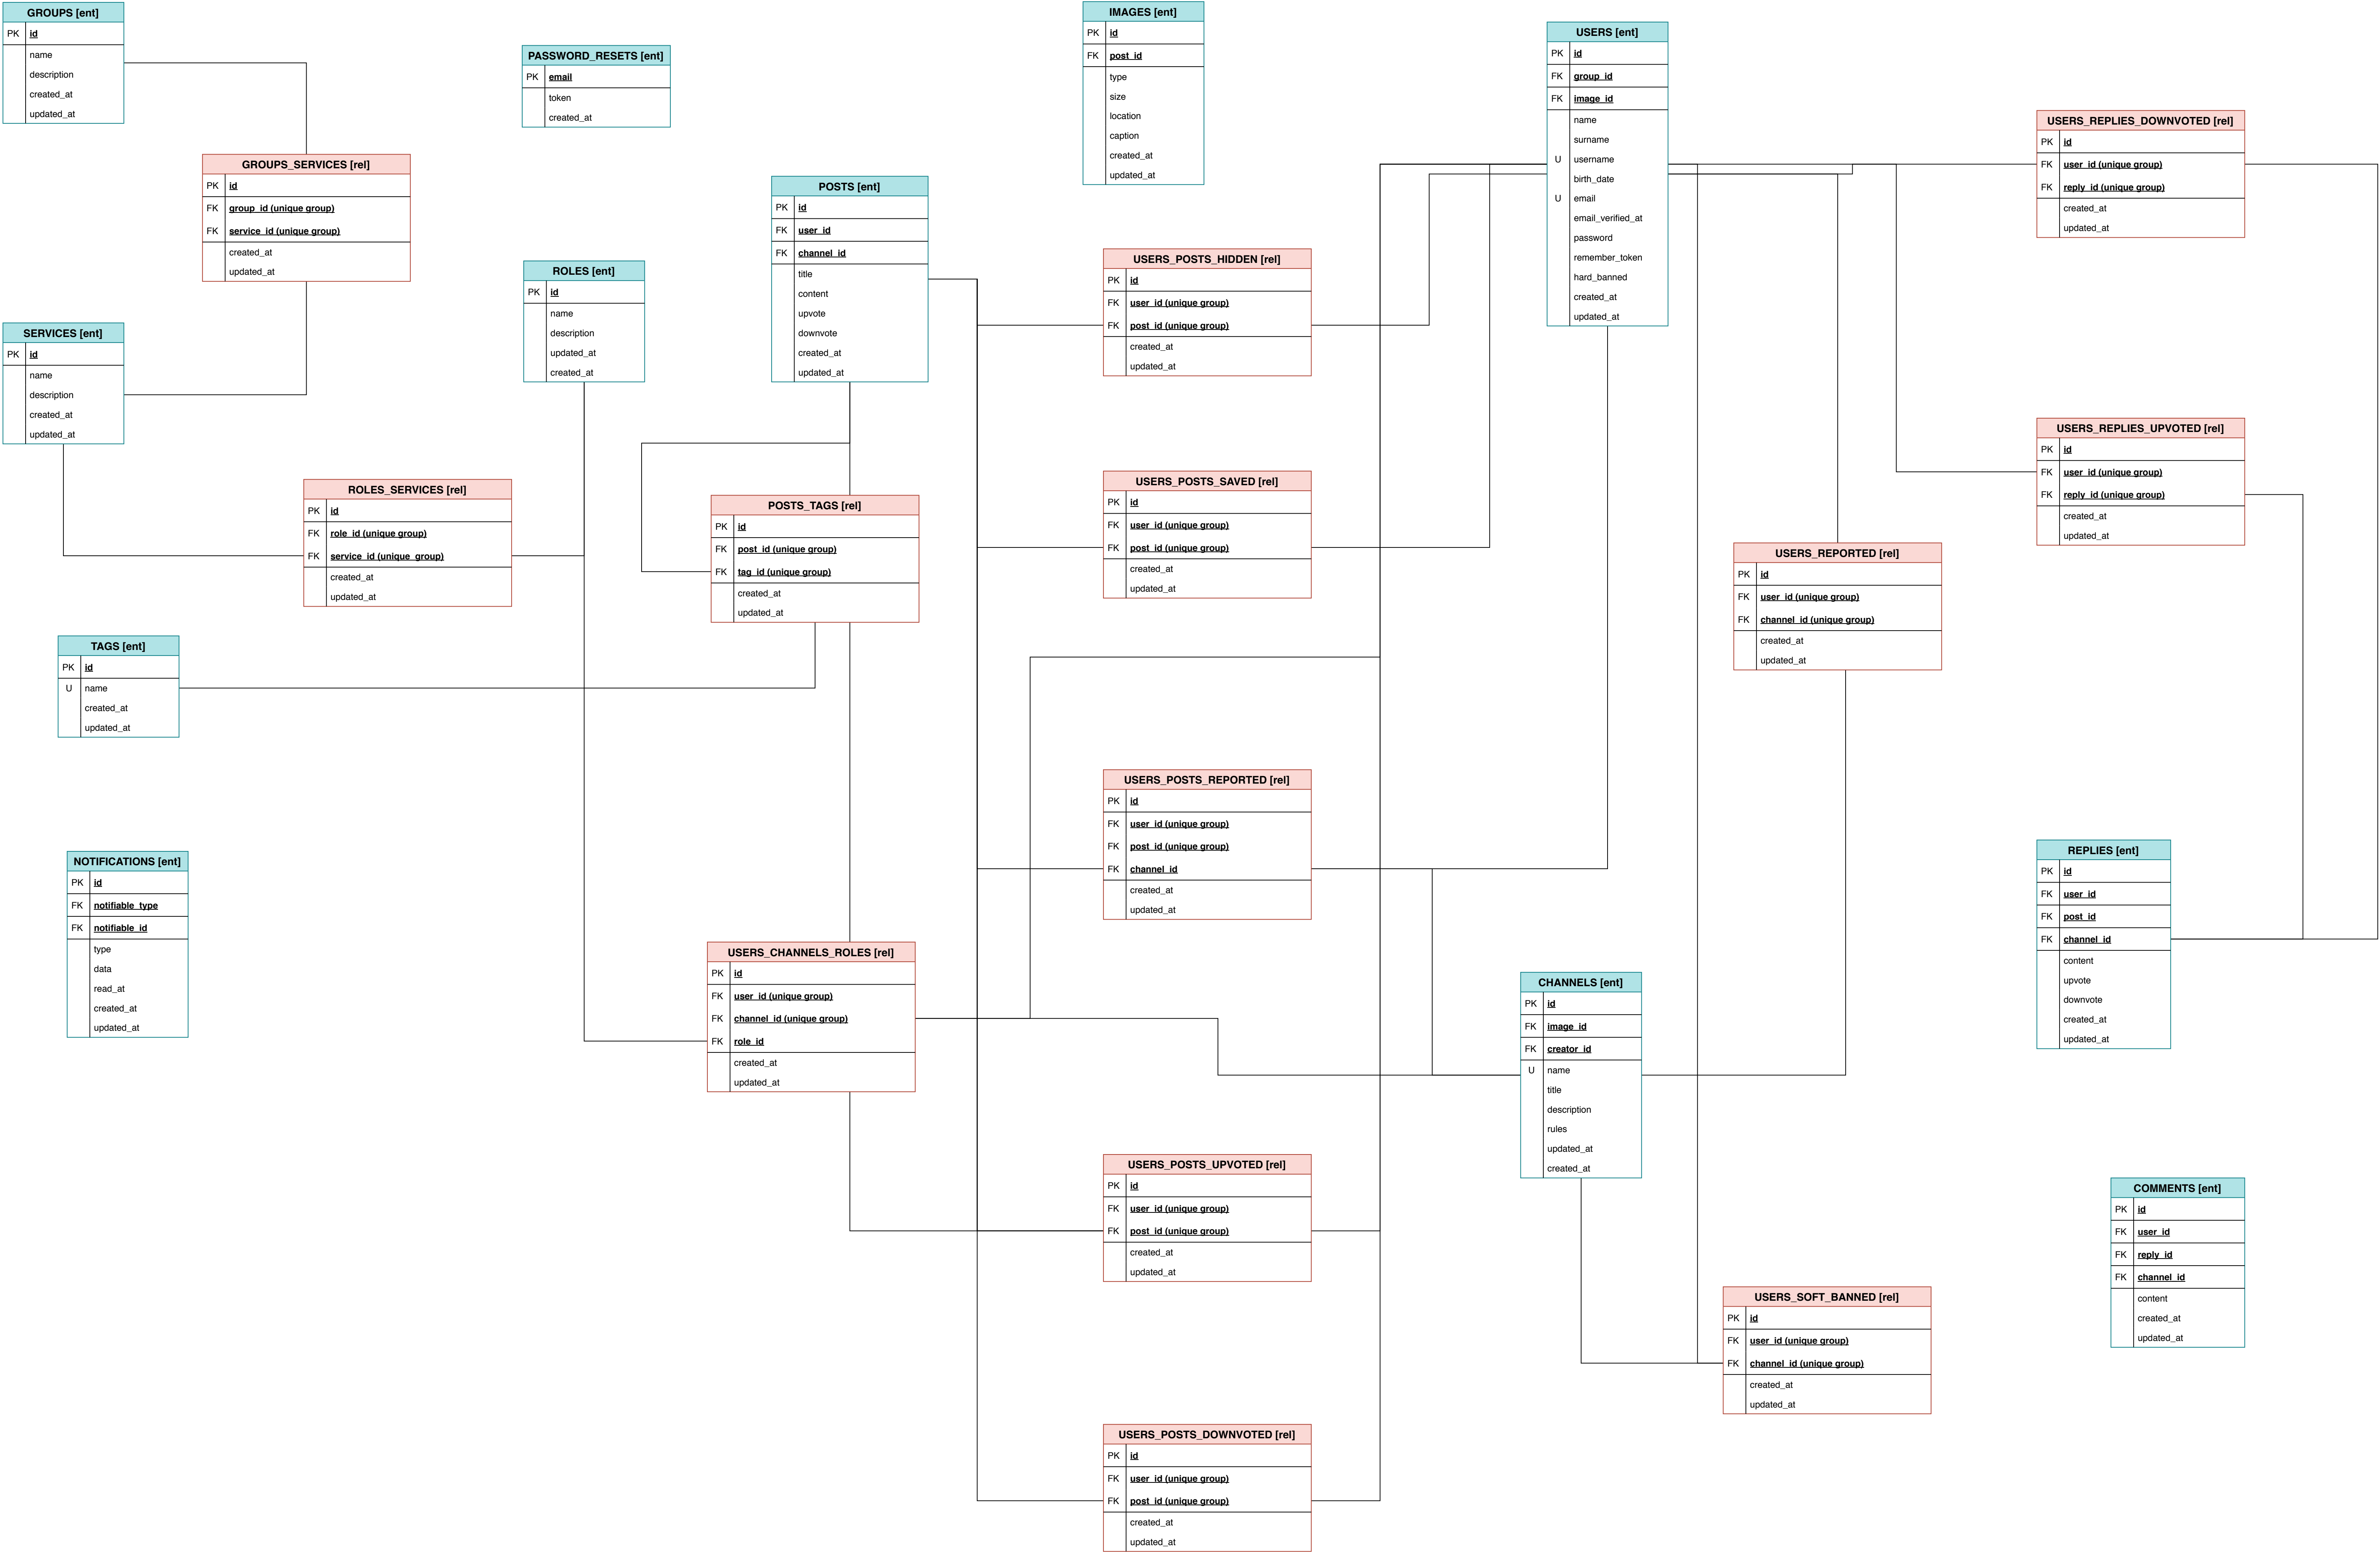 GROUPS [ent]
PK id
name
description
created_at
updated_at
PASSWORD_RESETS [ent]
PK email
token
created_at
IMAGES [ent]
PK id
FK post_id
type
size
location
caption
created_at
updated_at
USERS [ent]
PK id
FK group_id
FK image_id
name
surname
U username
birth_date
U email
email_verified_at
password
remember_token
hard_banned
created_at
updated_at
USERS_REPLIES_DOWNVOTED [rel]
PK id
FK user_id (unique group)
FK reply_id (unique group)
created_at
updated_at
GROUPS_SERVICES [rel]
PK id
FK group_id (unique group)
FK service_id (unique group)
created_at
updated_at
POSTS [ent]
PK id
FK user_id
FK channel_id
title
content
upvote
downvote
created_at
updated_at
ROLES [ent]
PK id
name
description
updated_at
created_at
USERS_POSTS_HIDDEN [rel]
PK id
FK user_id (unique group)
FK post_id (unique group)
created_at
updated_at
SERVICES [ent]
PK id
name
description
created_at
updated_at
USERS_REPLIES_UPVOTED [rel]
PK id
FK user_id (unique group)
FK reply_id (unique group)
created_at
updated_at
ROLES_SERVICES [rel]
PK id
FK role_id (unique group)
FK service_id (unique_group)
created_at
updated_at
POSTS_TAGS [rel]
PK id
FK post_id (unique group)
FK tag_id (unique group)
created_at
updated_at
USERS_POSTS_SAVED [rel]
PK id
FK user_id (unique group)
FK post_id (unique group)
created_at
updated_at
USERS_REPORTED [rel]
PK id
FK user_id (unique group)
FK channel_id (unique group)
created_at
updated_at
TAGS [ent]
PK id
U name
created_at
updated_at
USERS_POSTS_REPORTED [rel]
PK id
FK user_id (unique group)
FK post_id (unique group)
FK channel_id
created_at
updated_at
NOTIFICATIONS [ent]
PK id
FK notifiable_type
FK notifiable_id
type
data
read_at
created_at
updated_at
REPLIES [ent]
PK id
FK user_id
FK post_id
FK channel_id
content
upvote
downvote
created_at
updated_at
USERS_CHANNELS_ROLES [rel]
PK id
FK user_id (unique group)
FK channel_id (unique group)
FK role_id
created_at
updated_at
CHANNELS [ent]
PK id
FK image_id
FK creator_id
U name
title
description
rules
updated_at
created_at
USERS_POSTS_UPVOTED [rel]
PK id
FK user_id (unique group)
FK post_id (unique group)
created_at
updated_at
COMMENTS [ent]
PK id
FK user_id
FK reply_id
FK channel_id
content
created_at
updated_at
USERS_SOFT_BANNED [rel]
PK id
FK user_id (unique group)
FK channel_id (unique group)
created_at
updated_at
USERS_POSTS_DOWNVOTED [rel]
PK id
FK user_id (unique group)
FK post_id (unique group)
created_at
updated_at